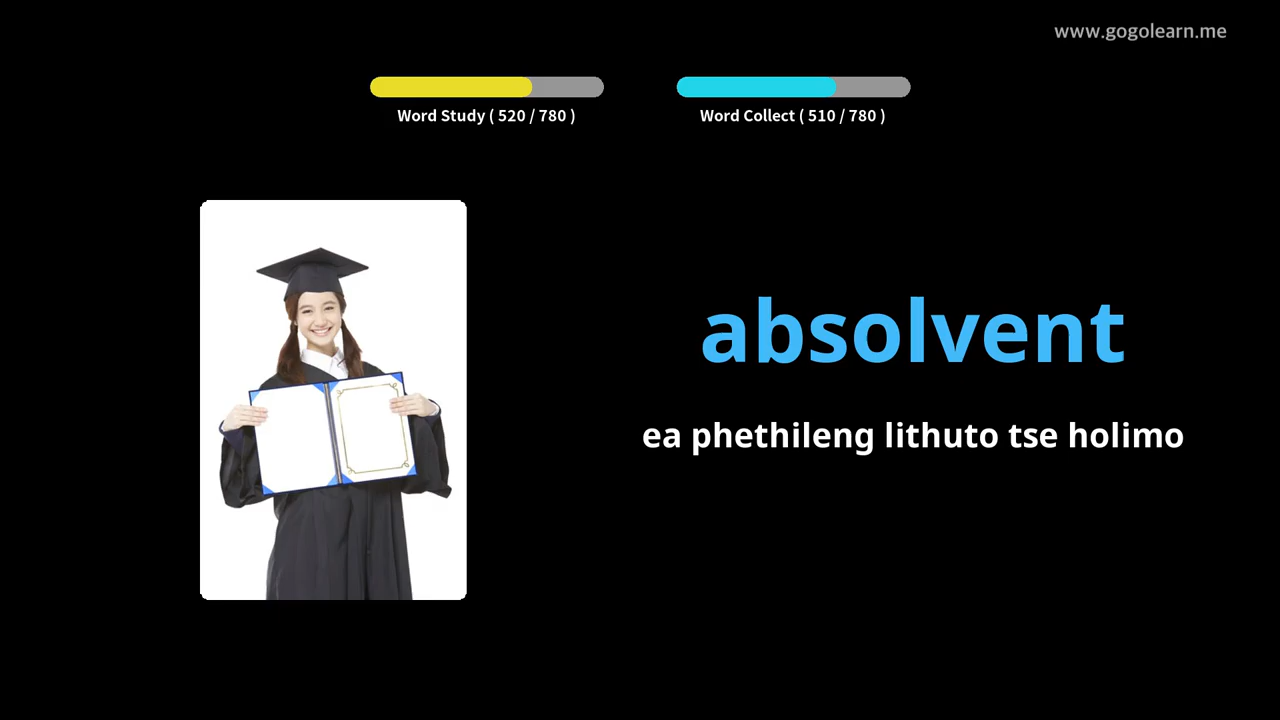 www.gogolearn.me
Word Study ( 520 / 780 )
Word Collect ( 510 / 780 )
absolvent
ea phethileng lithuto tse holimo